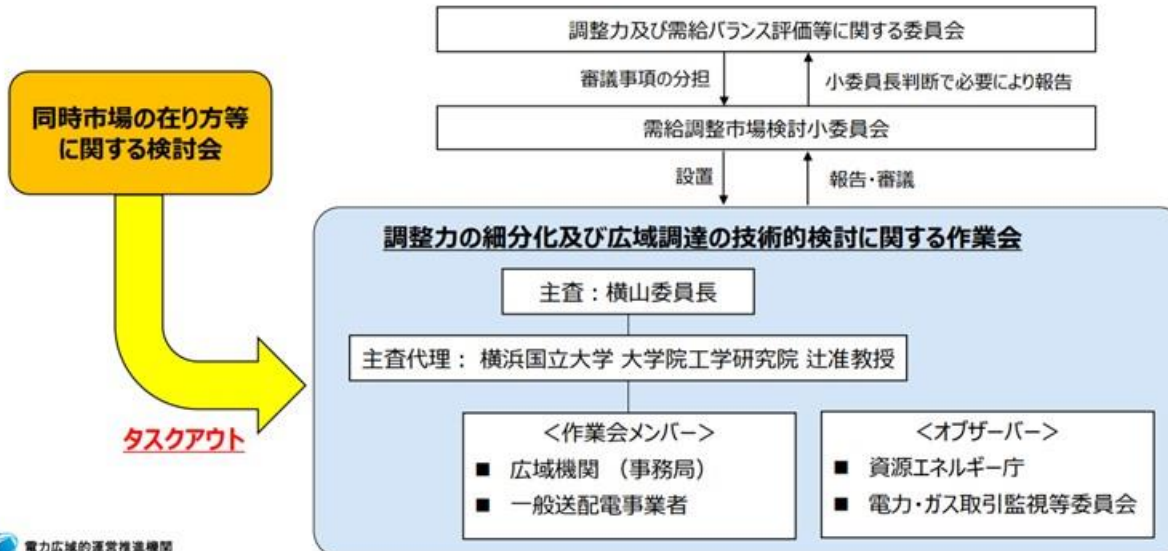 調整力及び需給バランス評価等に関する委員会
審議事項の分担
小委員長判断で必要により報告
同時市場の在り方等
に関する検討会
需給調整市場検討小委員会
設置
報告・審議
調整力の細分化及び広域調達の技術的検討に関する作業会
主査：横山委員長
主査代理： 横浜国立大学 大学院工学研究院 辻准教授
タスクアウト
＜作業会メンバー＞
■ 広域機関 （事務局）
■ 一般送配電事業者
＜オブザーバー＞
■ 資源エネルギー庁
■ 電力・ガス取引監視等委員会
電力広域的運営推進機関